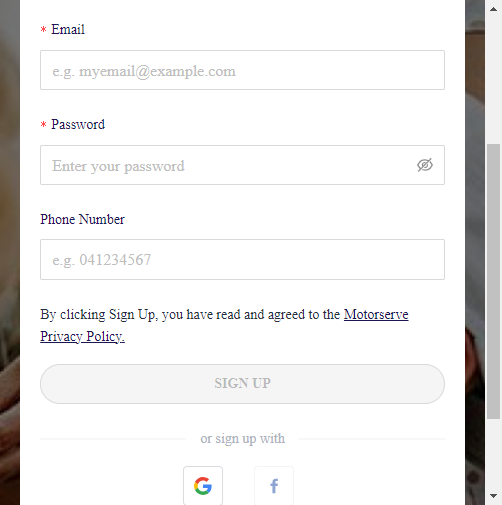 * Email
e.g. myemail@example.com
* Password
Enter your password
Phone Number
e.g. 041234567
By clicking Sign Up, you have read and agreed to the Motorserve
Privacy Policy.
SIGN UP
or sign up with
G
f